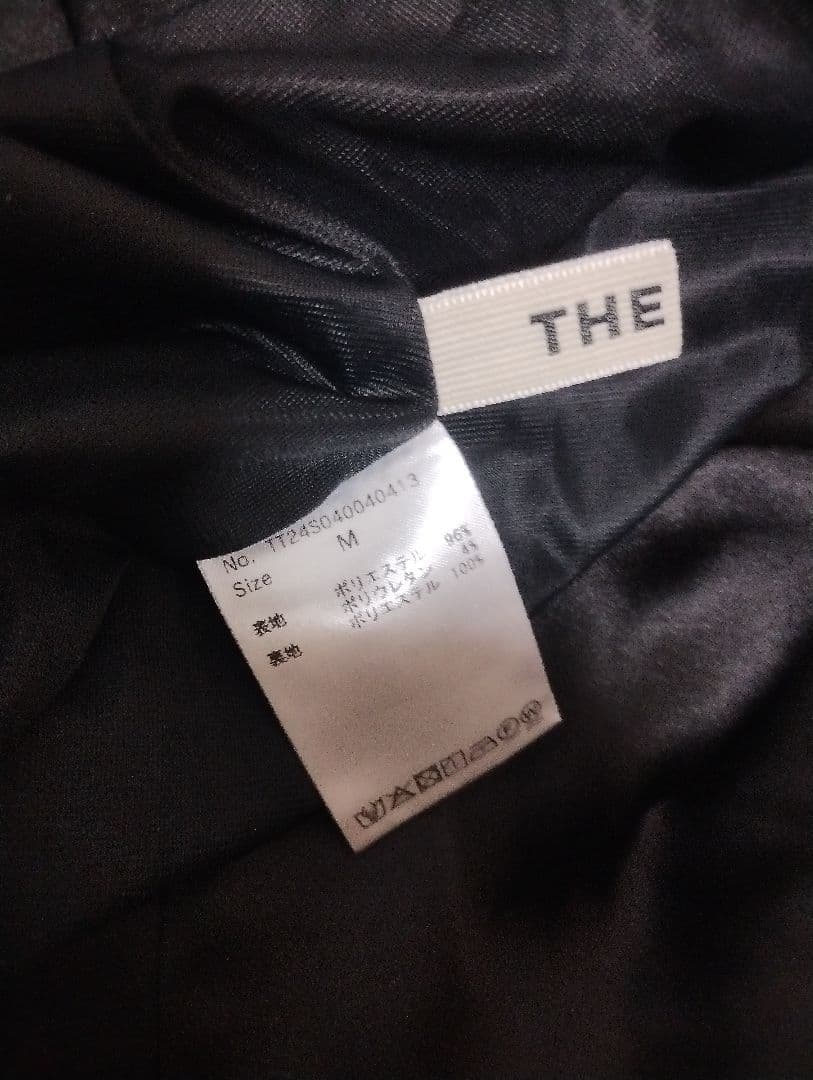 THE
No. TT24S040040413
Size M
表地 ポリエステル 96%
ポリウレタン 4%
裏地 ポリエステル 100%